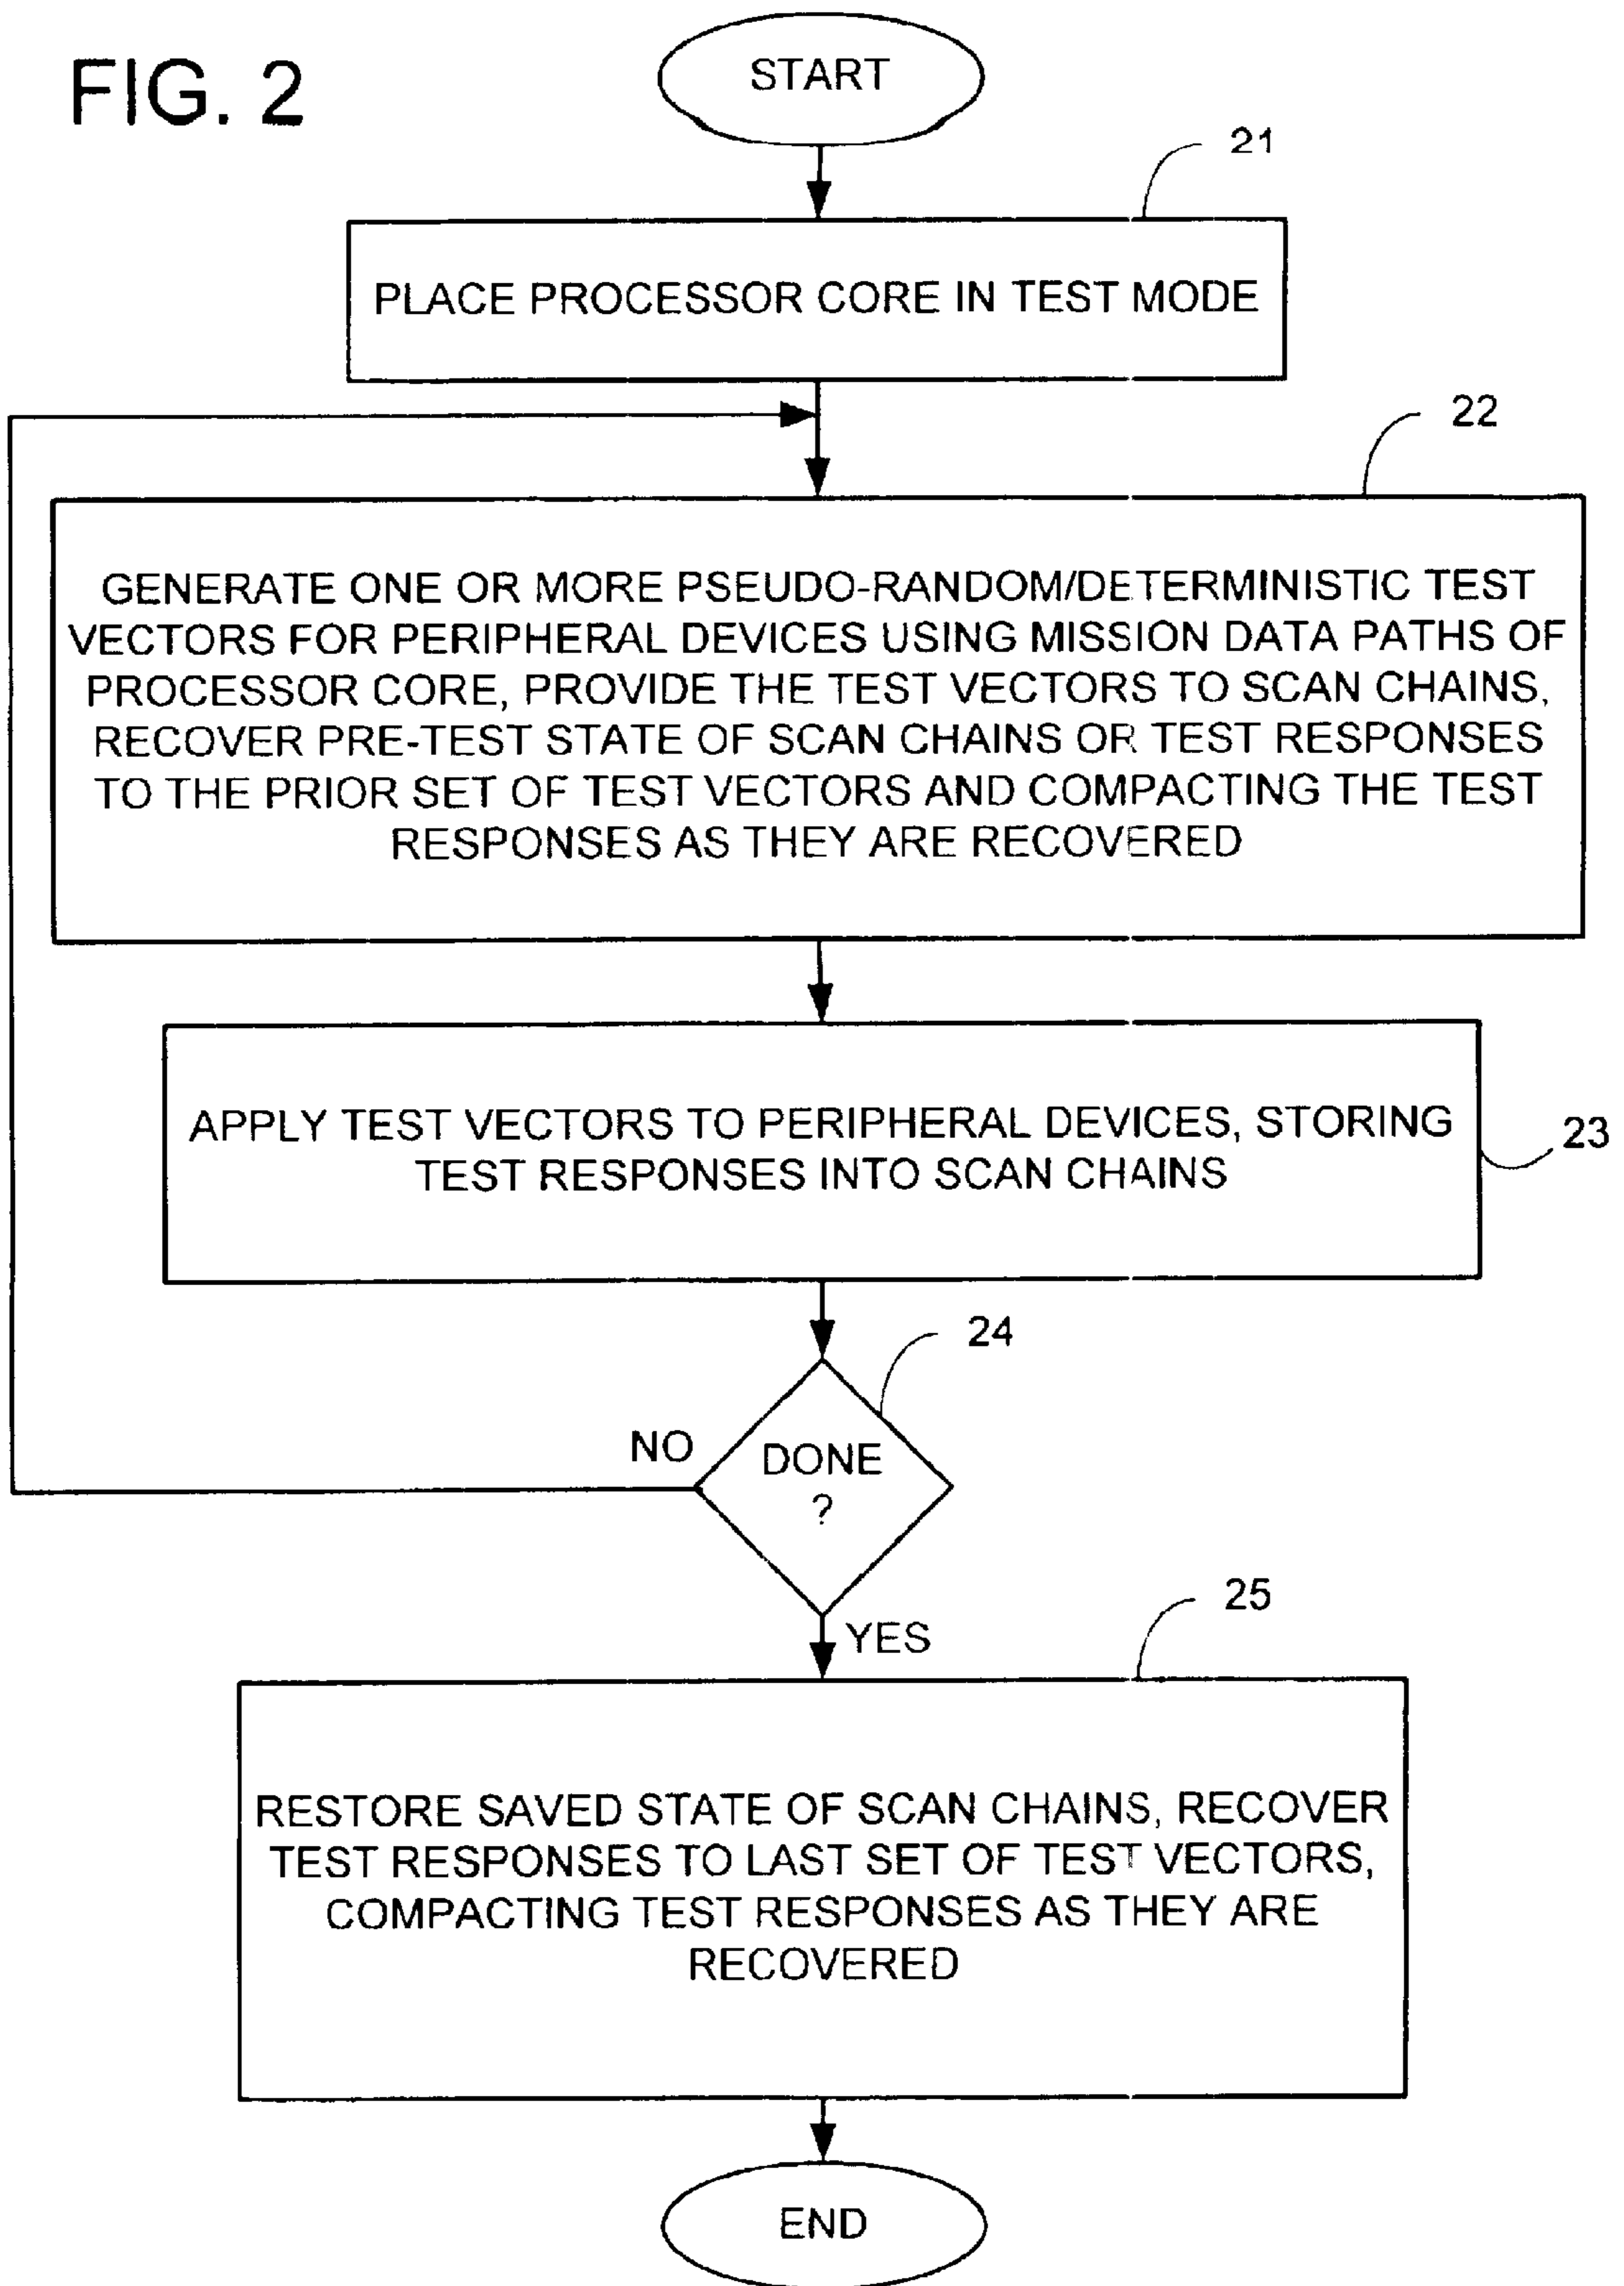 FIG. 2
START
21
PLACE PROCESSOR CORE IN TEST MODE
22
GENERATE ONE OR MORE PSEUDO-RANDOM/DETERMINISTIC TEST
VECTORS FOR PERIPHERAL DEVICES USING MISSION DATA PATHS OF
PROCESSOR CORE, PROVIDE THE TEST VECTORS TO SCAN CHAINS,
RECOVER PRE-TEST STATE OF SCAN CHAINS OR TEST RESPONSES
TO THE PRIOR SET OF TEST VECTORS AND COMPACTING THE TEST
RESPONSES AS THEY ARE RECOVERED
APPLY TEST VECTORS TO PERIPHERAL DEVICES, STORING
TEST RESPONSES INTO SCAN CHAINS
23
24
NO
DONE
?
YES
25
RESTORE SAVED STATE OF SCAN CHAINS, RECOVER
TEST RESPONSES TO LAST SET OF TEST VECTORS,
COMPACTING TEST RESPONSES AS THEY ARE
RECOVERED
END